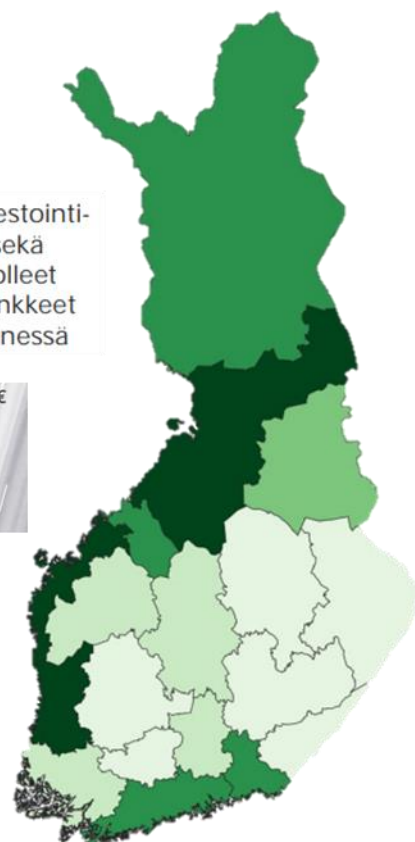 estointi-
sekä
olleet
nkkeet
nessä
€